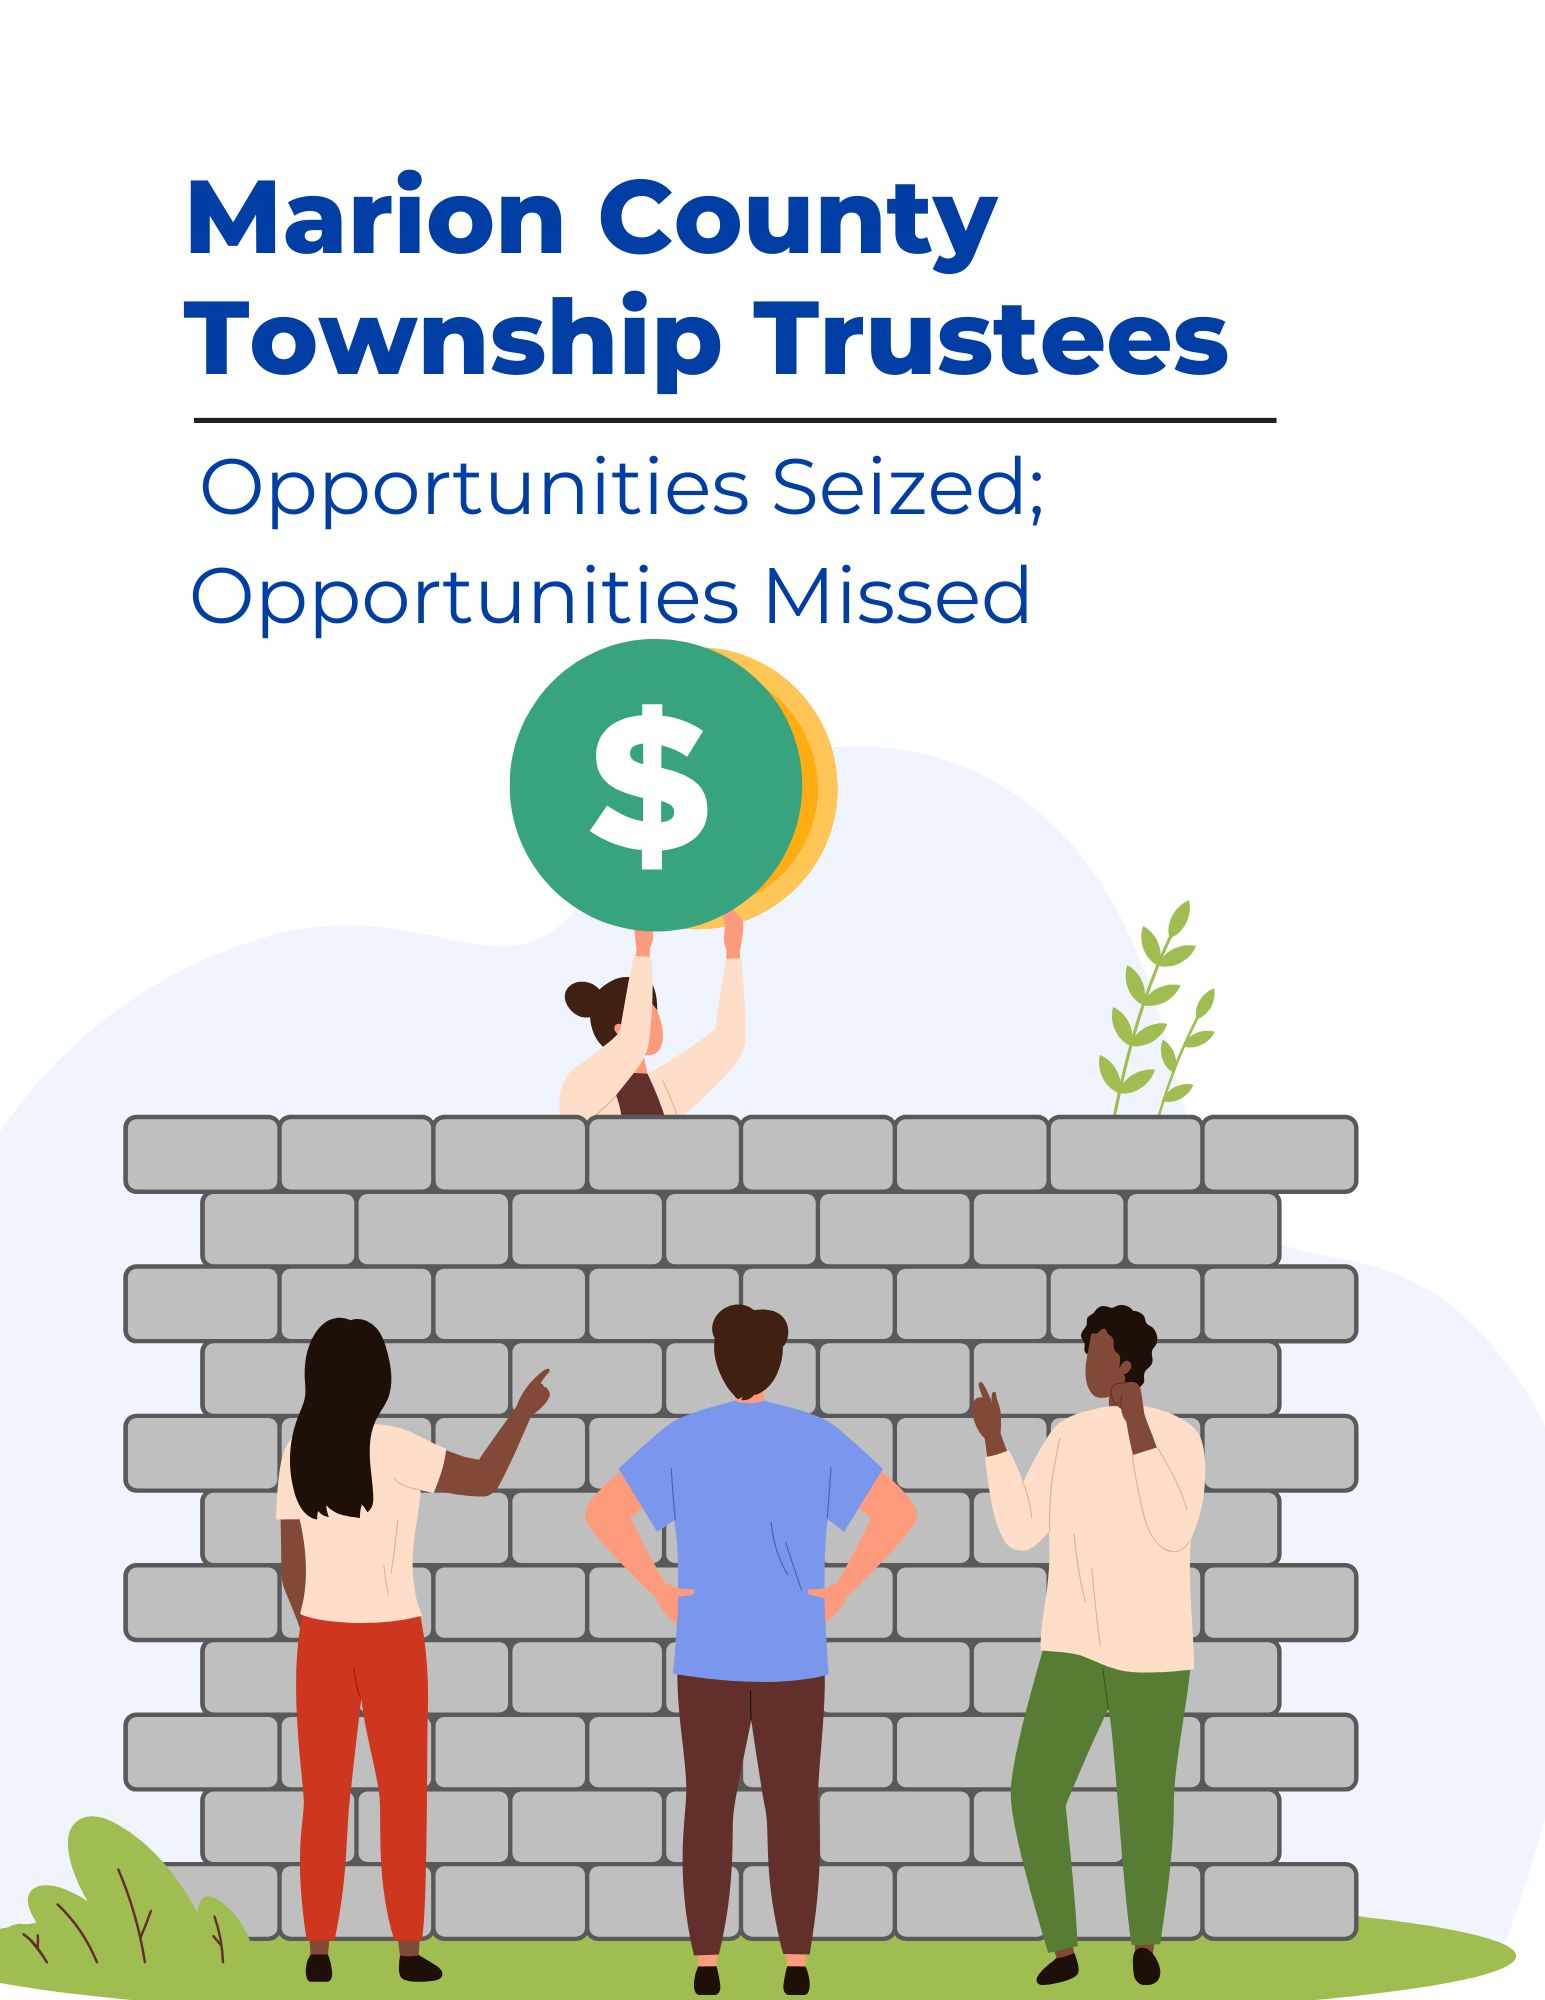 Marion County
Township Trustees
Opportunities Seized;
Opportunities Missed
$